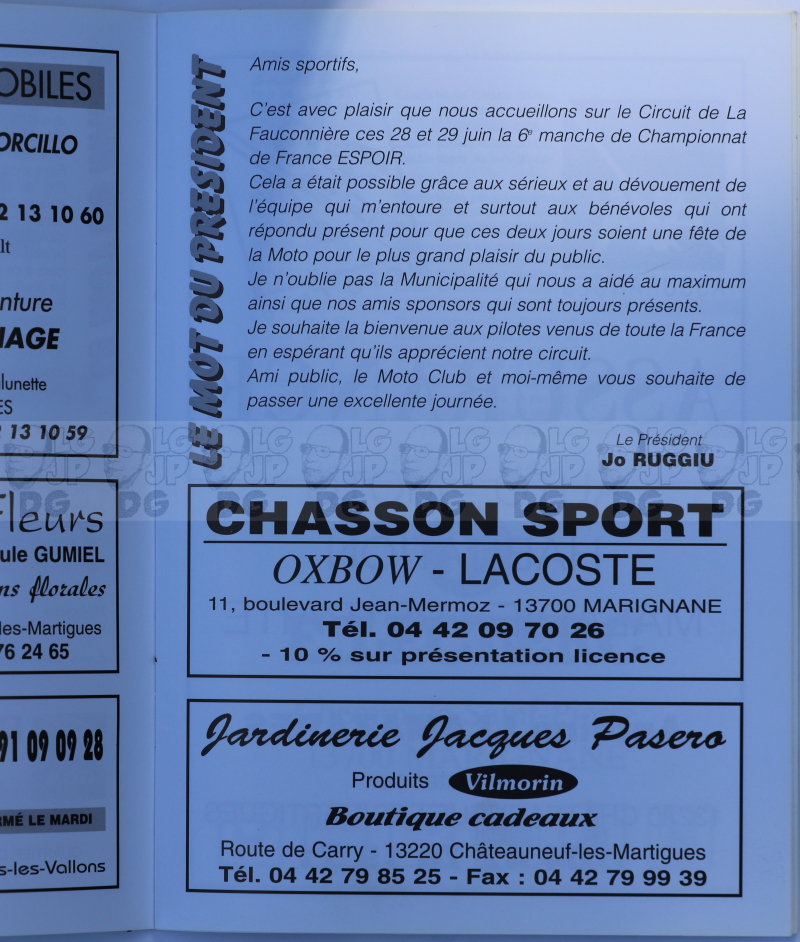 OBILES
ORCILLO
2 13 10 60
lt
nture
IAGE
lunette
ES
2 13 10 59
Fleurs
ule GUMIEL
ns florales
les-Martigues
76 24 65
91 09 09 28
RMÉ LE MARDI
s-les-Vallons
LE MOT DU PRESIDENT
Amis sportifs,
C'est avec plaisir que nous accueillons sur le Circuit de La
Fauconnière ces 28 et 29 juin la 6e manche de Championnat
de France ESPOIR.
Cela a était possible grâce aux sérieux et au dévouement de
l'équipe qui m'entoure et surtout aux bénévoles qui ont
répondu présent pour que ces deux jours soient une fête de
la Moto pour le plus grand plaisir du public.
Je n'oublie pas la Municipalité qui nous a aidé au maximum
ainsi que nos amis sponsors qui sont toujours présents.
Je souhaite la bienvenue aux pilotes venus de toute la France
en espérant qu'ils apprécient notre circuit.
Ami public, le Moto Club et moi-même vous souhaite de
passer une excellente journée.
Le Président
Jo RUGGIU
CHASSON SPORT
OXBOW - LACOSTE
11, boulevard Jean-Mermoz - 13700 MARIGNANE
Tél. 04 42 09 70 26
- 10 % sur présentation licence
Jardinerie Jacques Pasero
Produits Vilmorin
Boutique cadeaux
Route de Carry - 13220 Châteauneuf-les-Martigues
Tél. 04 42 79 85 25 - Fax : 04 42 79 99 39